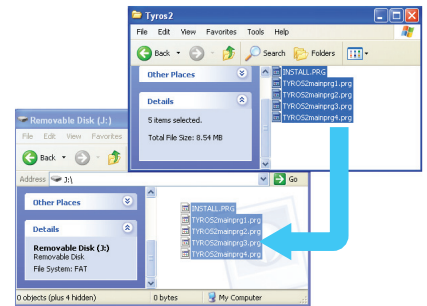 Tyros2
File Edit View Favorites Tools Help
Back Search Folders
Other Places
Details
5 items selected.
Total File Size: 8.54 MB
INSTALL.PRG
TYROS2mainprg1.prg
TYROS2mainprg2.prg
TYROS2mainprg3.prg
TYROS2mainprg4.prg
Removable Disk (J:)
File Edit View Favorites
Back
Address J:\ Go
Other Places
Details
Removable Disk (J:)
Removable Disk
File System: FAT
INSTALL.PRG
TYROS2mainprg1.prg
TYROS2mainprg2.prg
TYROS2mainprg3.prg
TYROS2mainprg4.prg
0 objects (plus 4 hidden) 0 bytes My Computer